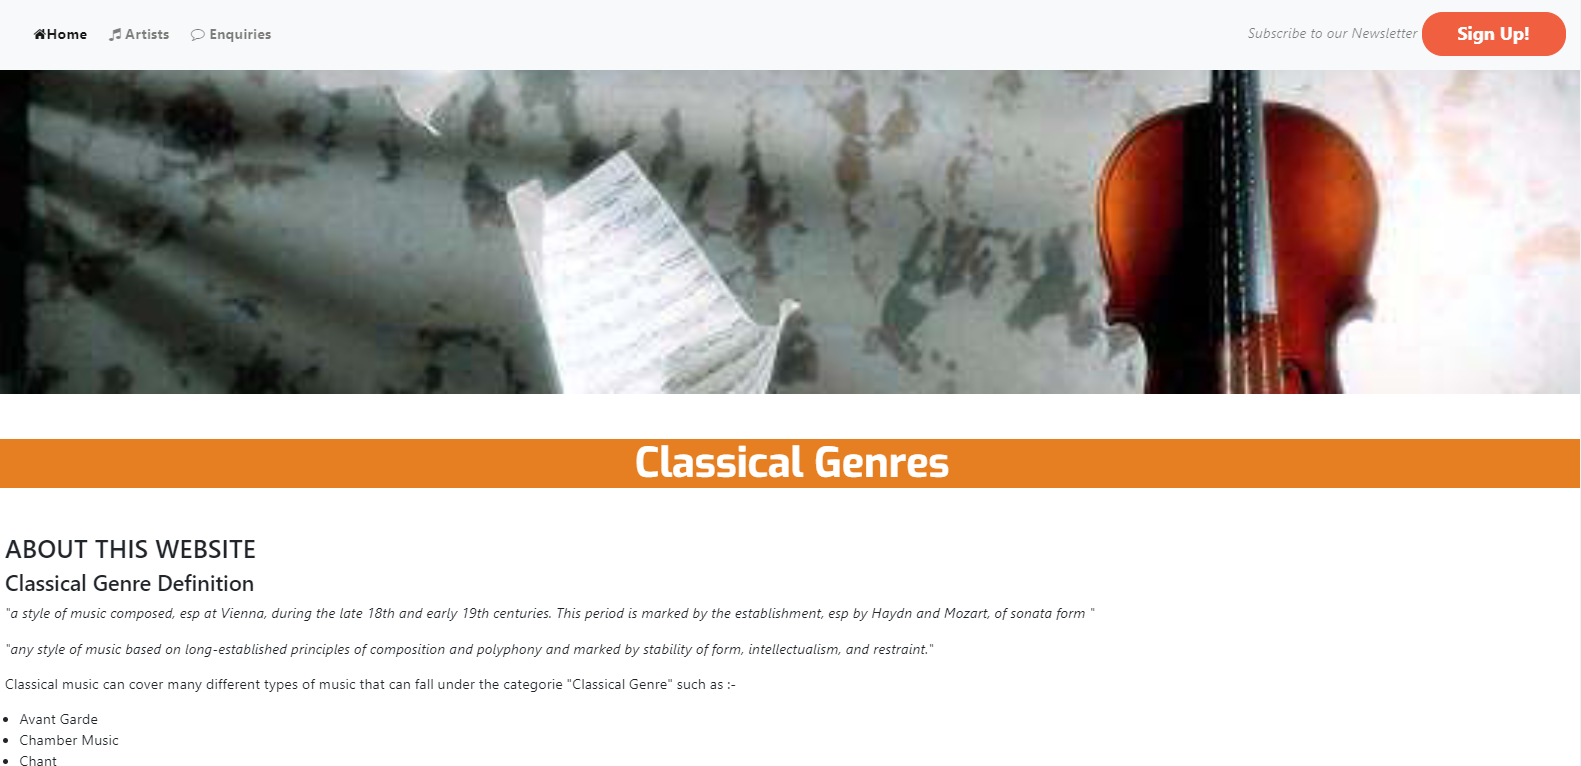 Home Artists Enquiries Subscribe to our Newsletter Sign Up!
Classical Genres
ABOUT THIS WEBSITE
Classical Genre Definition
"a style of music composed, esp at Vienna, during the late 18th and early 19th centuries. This period is marked by the establishment, esp by Haydn and Mozart, of sonata form "
"any style of music based on long-established principles of composition and polyphony and marked by stability of form, intellectualism, and restraint."
Classical music can cover many different types of music that can fall under the categorie "Classical Genre" such as :-
Avant Garde
Chamber Music
Chant